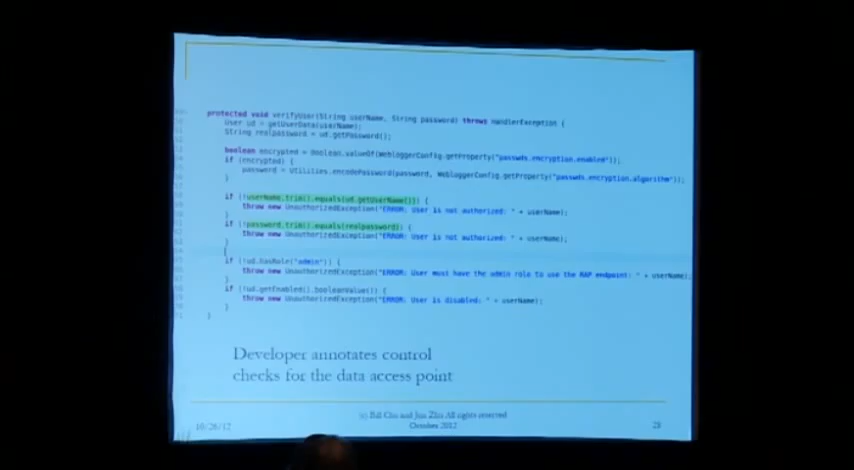 protected void verifyUser(String userName, String password) throws HandlerException {
User ud = getUserData(userName);
String realpassword = ud.getPassword();
boolean encrypted = Boolean.valueOf(WebloggerConfig.getProperty("passwds.encryption.enabled"));
if (encrypted) {
password = Utilities.encodePassword(password, WebloggerConfig.getProperty("passwds.encryption.algorithm"));
}
if (!userName.trim().equals(ud.getUserName())) {
throw new UnauthorizedException("ERROR: User is not authorized: " + userName);
}
if (!password.trim().equals(realpassword)) {
throw new UnauthorizedException("ERROR: User is not authorized: " + userName);
}
if (!ud.hasRole("admin")) {
throw new UnauthorizedException("ERROR: User must have the admin role to use the RAP endpoint: " + userName);
}
if (!ud.getEnabled().booleanValue()) {
throw new UnauthorizedException("ERROR: User is disabled: " + userName);
}
}
Developer annotates control
checks for the data access point
(c) Bill Chu and Jun Zhu All rights reserved
10/26/12 October 2012 28